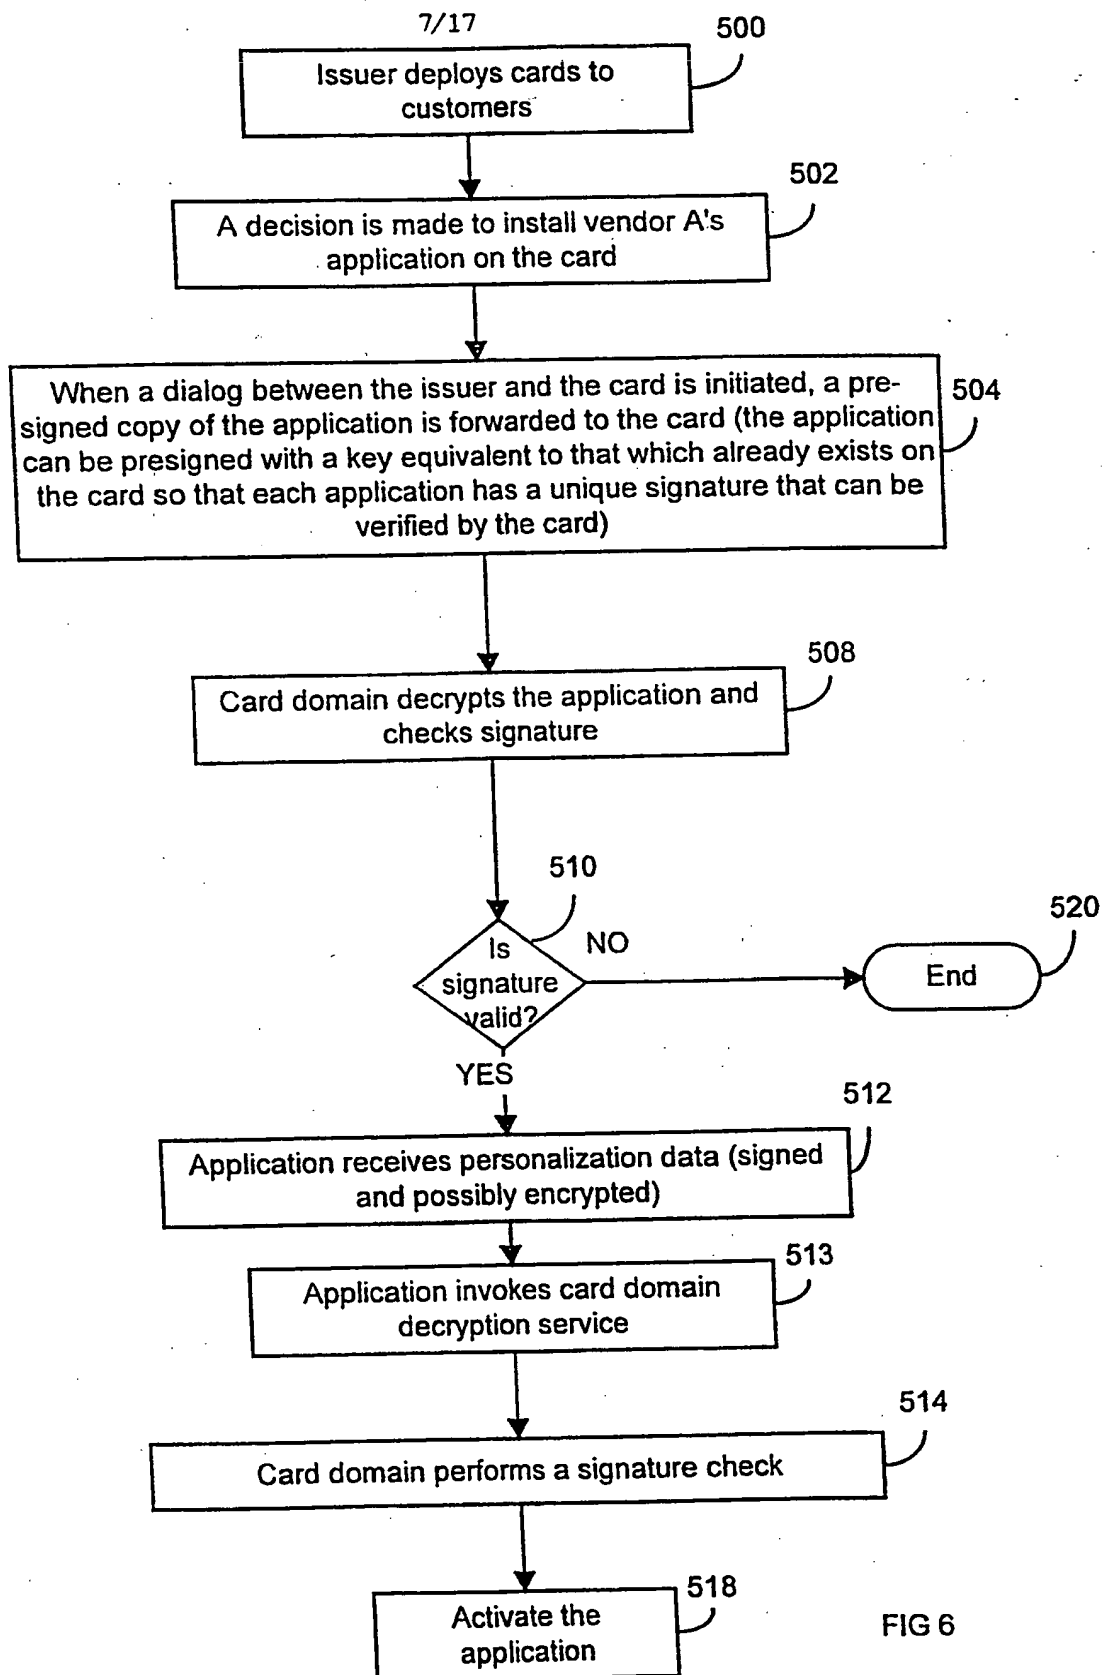 7/17
500
Issuer deploys cards to
customers
502
A decision is made to install vendor A's
application on the card
504
When a dialog between the issuer and the card is initiated, a pre-
signed copy of the application is forwarded to the card (the application
can be presigned with a key equivalent to that which already exists on
the card so that each application has a unique signature that can be
verified by the card)
508
Card domain decrypts the application and
checks signature
510
Is
signature
valid?
NO
520
End
YES
512
Application receives personalization data (signed
and possibly encrypted)
513
Application invokes card domain
decryption service
514
Card domain performs a signature check
518
Activate the
application
FIG 6